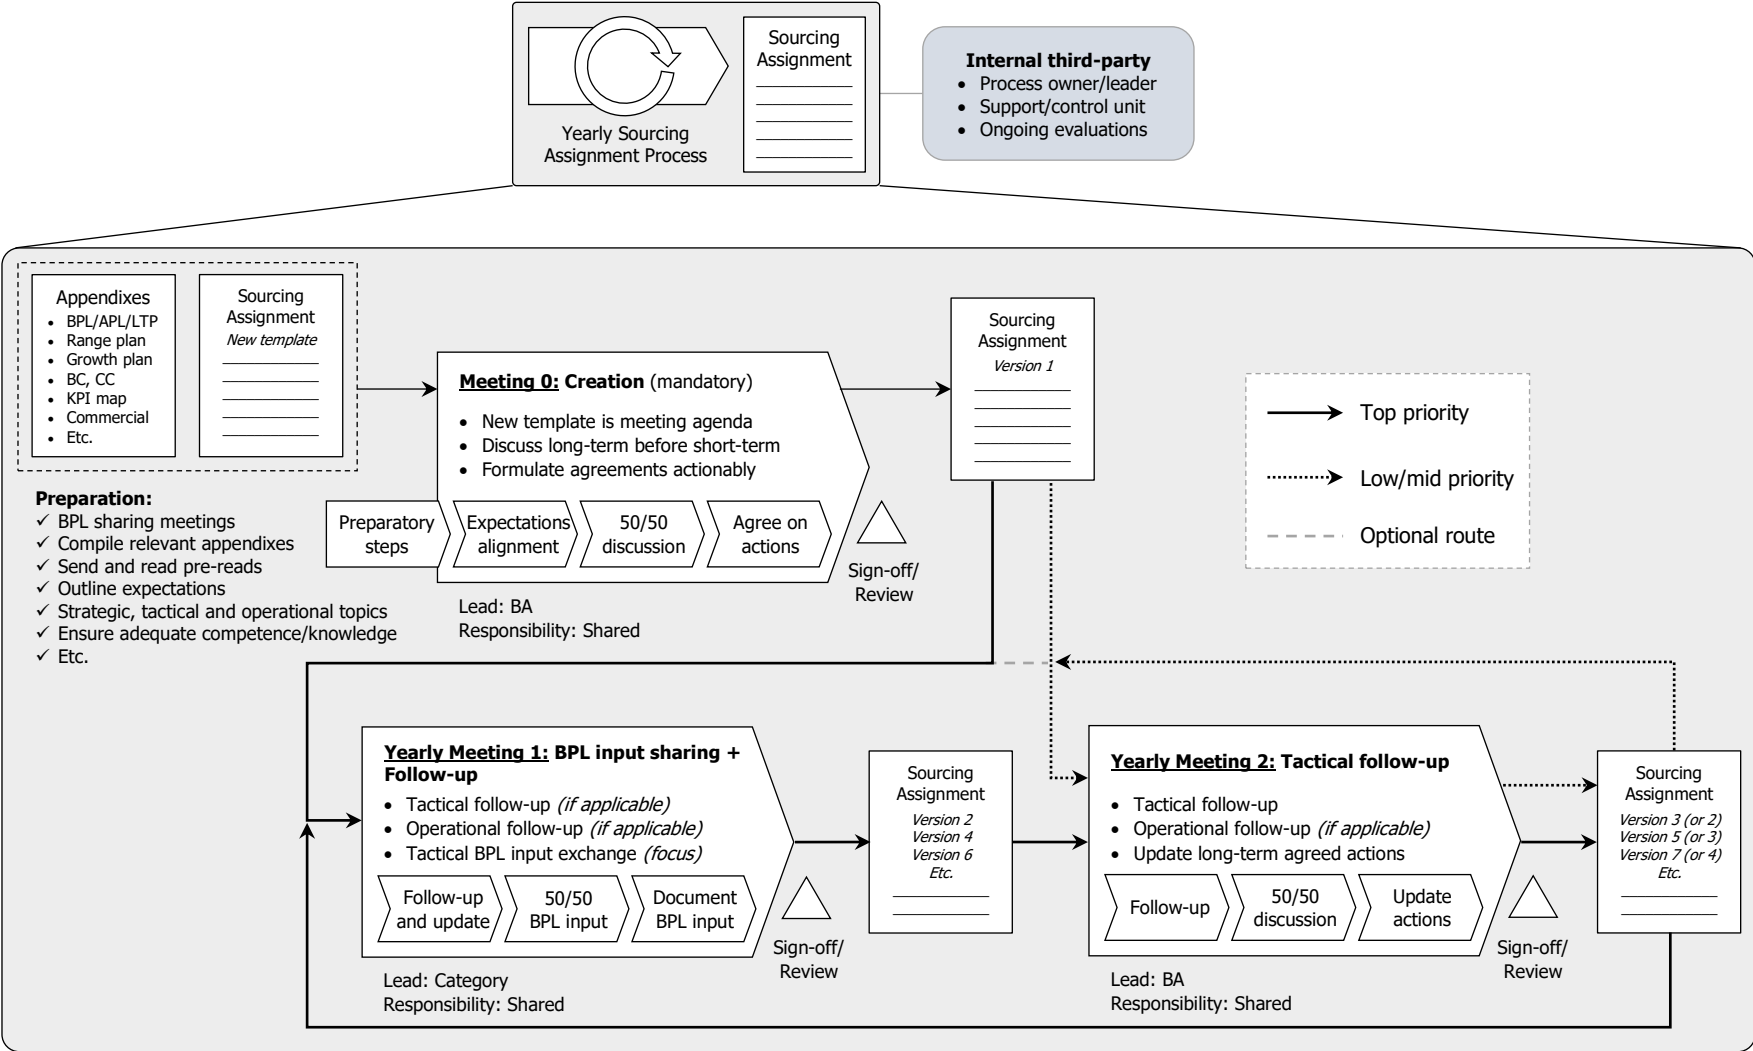 Yearly Sourcing
Assignment Process
Sourcing
Assignment
Internal third-party
• Process owner/leader
• Support/control unit
• Ongoing evaluations
Appendixes
• BPL/APL/LTP
• Range plan
• Growth plan
• BC, CC
• KPI map
• Commercial
• Etc.
Sourcing
Assignment
New template
Preparation:
✓ BPL sharing meetings
✓ Compile relevant appendixes
✓ Send and read pre-reads
✓ Outline expectations
✓ Strategic, tactical and operational topics
✓ Ensure adequate competence/knowledge
✓ Etc.
Meeting 0: Creation (mandatory)
• New template is meeting agenda
• Discuss long-term before short-term
• Formulate agreements actionably
Preparatory
steps
Expectations
alignment
50/50
discussion
Agree on
actions
Sign-off/
Review
Lead: BA
Responsibility: Shared
Sourcing
Assignment
Version 1
Top priority
Low/mid priority
Optional route
Yearly Meeting 1: BPL input sharing +
Follow-up
• Tactical follow-up (if applicable)
• Operational follow-up (if applicable)
• Tactical BPL input exchange (focus)
Follow-up
and update
50/50
BPL input
Document
BPL input
Sign-off/
Review
Lead: Category
Responsibility: Shared
Sourcing
Assignment
Version 2
Version 4
Version 6
Etc.
Yearly Meeting 2: Tactical follow-up
• Tactical follow-up
• Operational follow-up (if applicable)
• Update long-term agreed actions
Follow-up
50/50
discussion
Update
actions
Sign-off/
Review
Lead: BA
Responsibility: Shared
Sourcing
Assignment
Version 3 (or 2)
Version 5 (or 3)
Version 7 (or 4)
Etc.